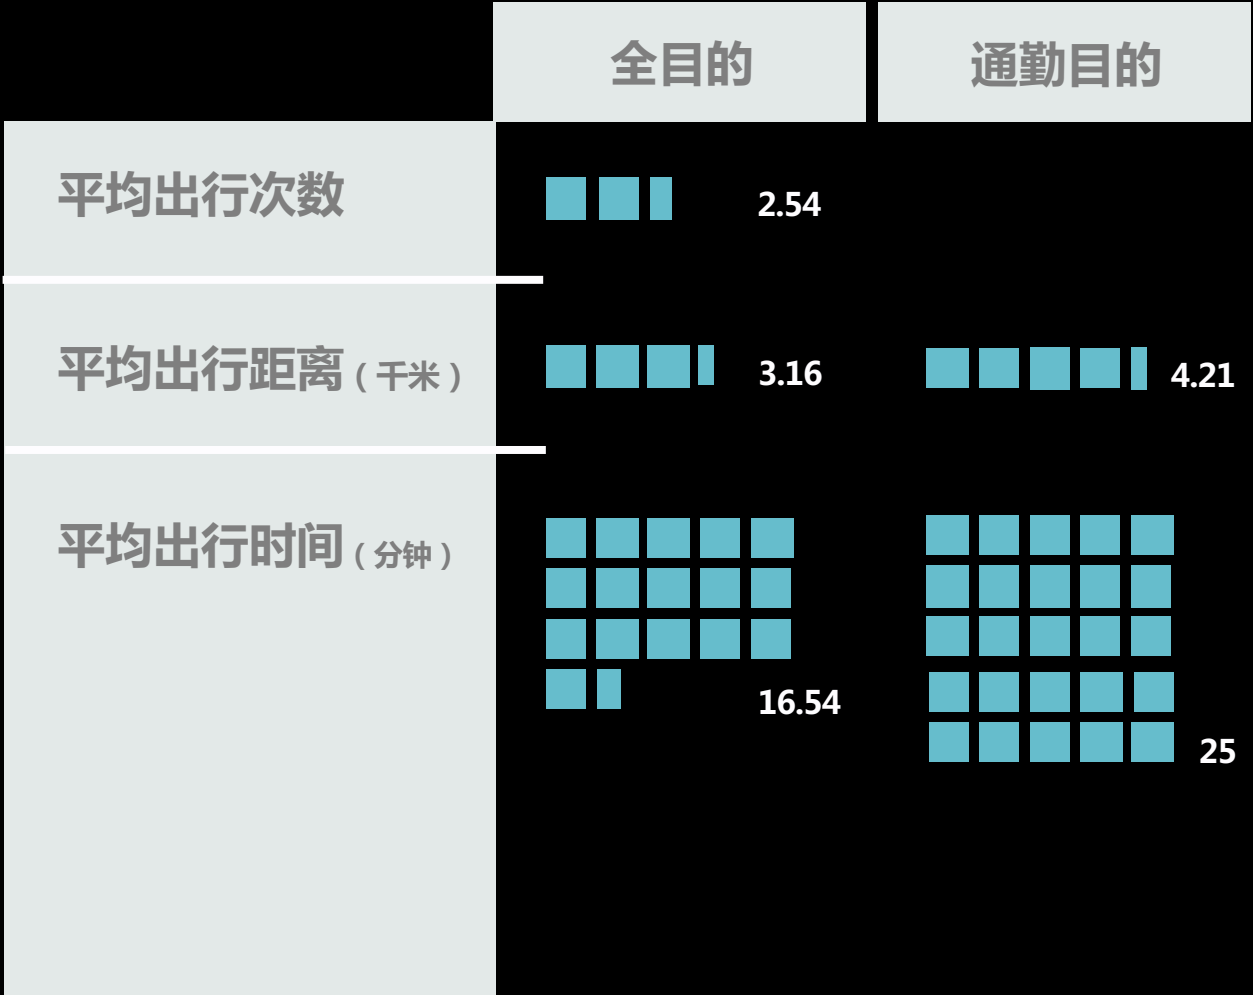 全目的 通勤目的
平均出行次数 2.54
平均出行距离（千米） 3.16 4.21
平均出行时间（分钟）
16.54
25